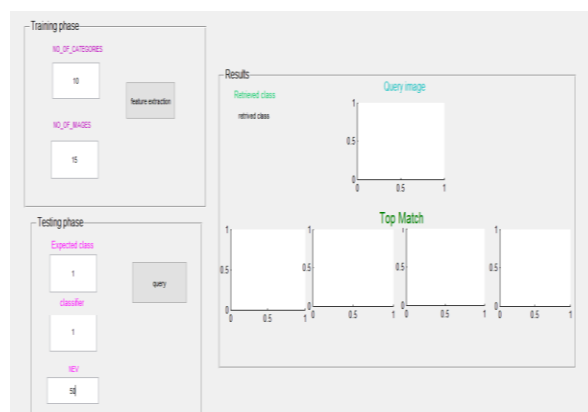 Training phase
NO_OF_CATEGORES
10
feature extraction
NO_OF_IMAGES
15
Testing phase
Expected class
1
query
classifier
1
NEV
50
Results
Retrieved class
retrived class
Query image
1
0.5
0
0 0.5 1
Top Match
1
0.5
0
0 0.5 1
1
0.5
0
0 0.5 1
1
0.5
0
0 0.5 1
1
0.5
0
0 0.5 1